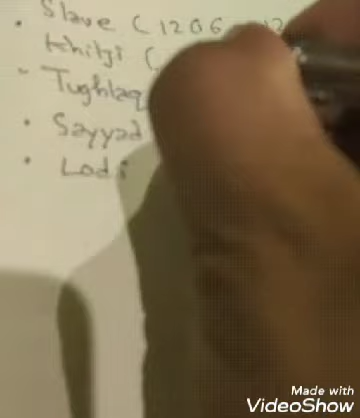 • Slave ( 1206
Khilji (
- Tughlaq
• Sayyad
• Lodi
Made with
VideoShow